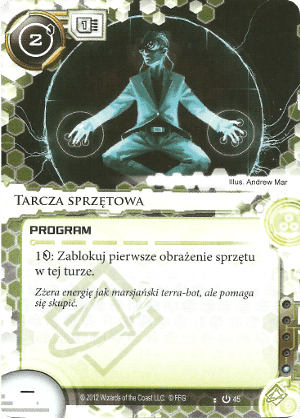 2
1
Illus. Andrew Mar
Tarcza sprzętowa
PROGRAM
1: Zablokuj pierwsze obrażenie sprzętu
w tej turze.
Zżera energię jak marsjański terra-bot, ale pomaga
się skupić.
–
© 2012 Wizards of the Coast LLC. © FFG
45